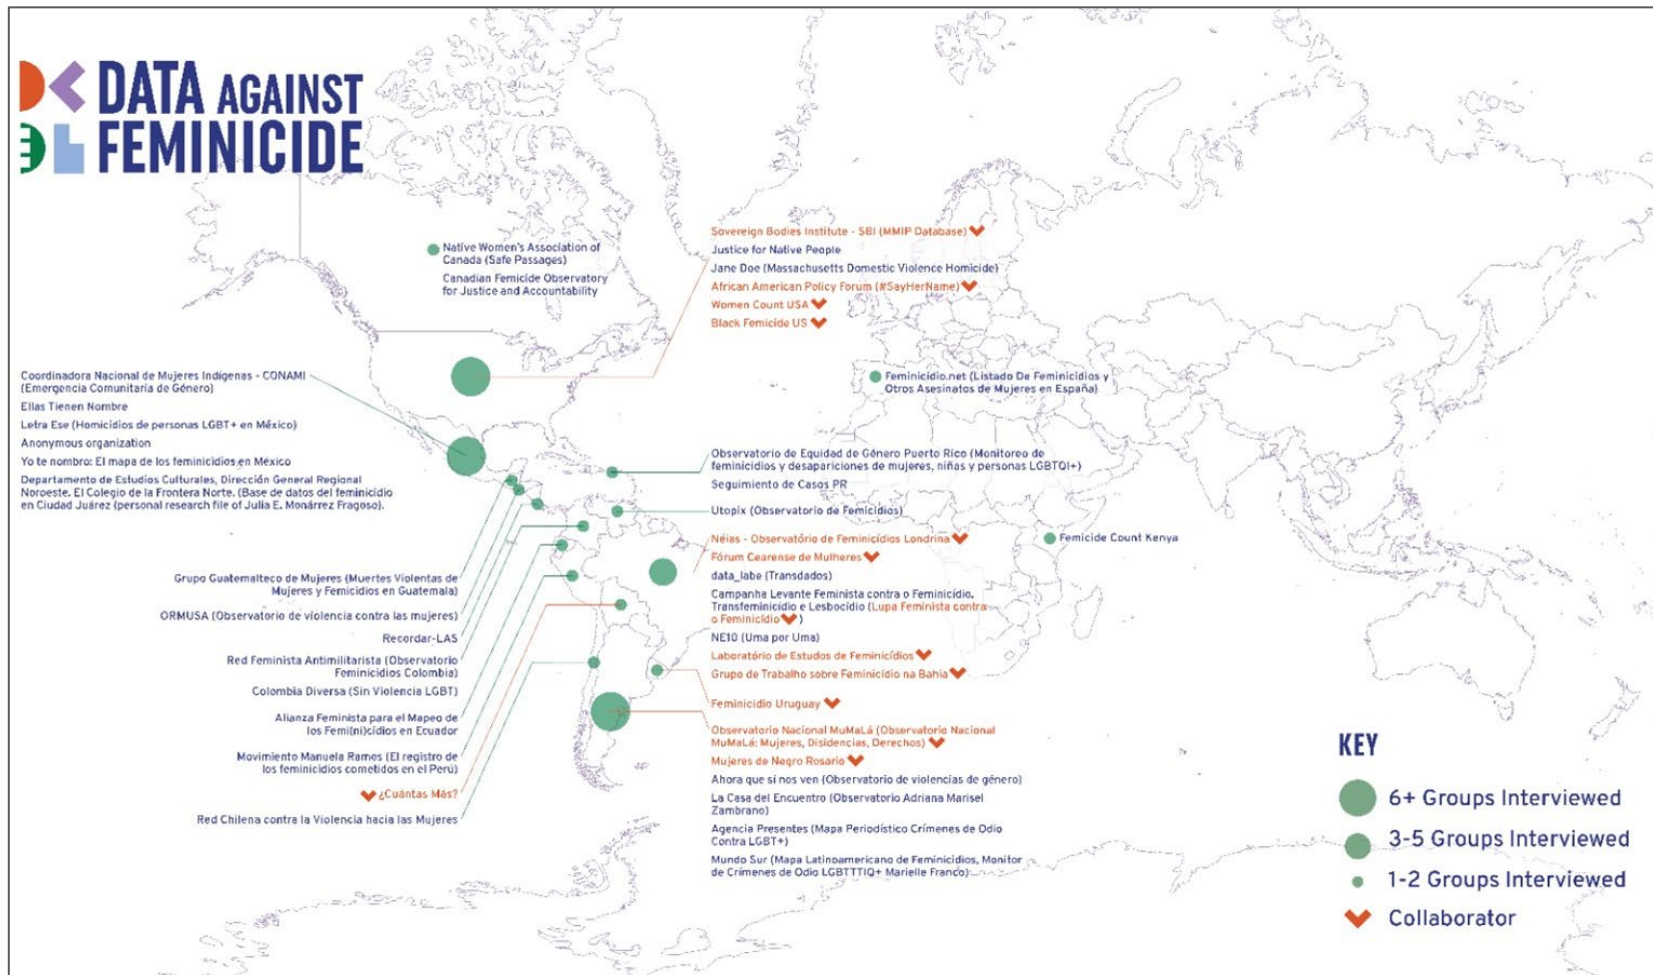 DATA AGAINST
FEMINICIDE
Native Women's Association of
Canada (Safe Passages)
Canadian Femicide Observatory
for Justice and Accountability
Sovereign Bodies Institute - SBI (MMIP Database)
Justice for Native People
Jane Doe (Massachusetts Domestic Violence Homicide)
African American Policy Forum (#SayHerName)
Women Count USA
Black Femicide US
Coordinadora Nacional de Mujeres Indígenas - CONAMI
(Emergencia Comunitaria de Género)
Ellas Tienen Nombre
Letra Ese (Homicidios de personas LGBT+ en México)
Anonymous organization
Yo te nombro: El mapa de los feminicidios en México
Departamento de Estudios Culturales, Dirección General Regional
Noroeste. El Colegio de la Frontera Norte. (Base de datos del feminicidio
en Ciudad Juárez (personal research file of Julia E. Monárrez Fragoso).
Feminicidio.net (Listado De Feminicidios y
Otros Asesinatos de Mujeres en España)
Observatorio de Equidad de Género Puerto Rico (Monitoreo de
feminicidios y desapariciones de mujeres, niñas y personas LGBTQI+)
Seguimiento de Casos PR
Utopix (Observatorio de Femicidios)
Néias - Observatório de Feminicídios Londrina
Fórum Cearense de Mulheres
data_labe (Transdados)
Campanha Levante Feminista contra o Feminicídio,
Transfeminicídio e Lesbocídio (Lupa Feminista contra
o Feminicídio)
NE10 (Uma por Uma)
Laboratório de Estudos de Feminicídios
Grupo de Trabalho sobre Feminicídio na Bahia
Femicide Count Kenya
Grupo Guatemalteco de Mujeres (Muertes Violentas de
Mujeres y Femicidios en Guatemala)
ORMUSA (Observatorio de violencia contra las mujeres)
Recordar-LAS
Red Feminista Antimilitarista (Observatorio
Feminicidios Colombia)
Colombia Diversa (Sin Violencia LGBT)
Alianza Feminista para el Mapeo de
los Femi(ni)cidios en Ecuador
Movimiento Manuela Ramos (El registro de
los feminicidios cometidos en el Perú)
¿Cuántas Más?
Red Chilena contra la Violencia hacia las Mujeres
Feminicidio Uruguay
Observatorio Nacional MuMaLá (Observatorio Nacional
MuMaLá: Mujeres, Disidencias, Derechos)
Mujeres de Negro Rosario
Ahora que sí nos ven (Observatorio de violencias de género)
La Casa del Encuentro (Observatorio Adriana Marisel
Zambrano)
Agencia Presentes (Mapa Periodístico Crímenes de Odio
Contra LGBT+)
Mundo Sur (Mapa Latinoamericano de Feminicidios, Monitor
de Crímenes de Odio LGBTTTIQ+ Marielle Franco)
KEY
6+ Groups Interviewed
3-5 Groups Interviewed
1-2 Groups Interviewed
Collaborator